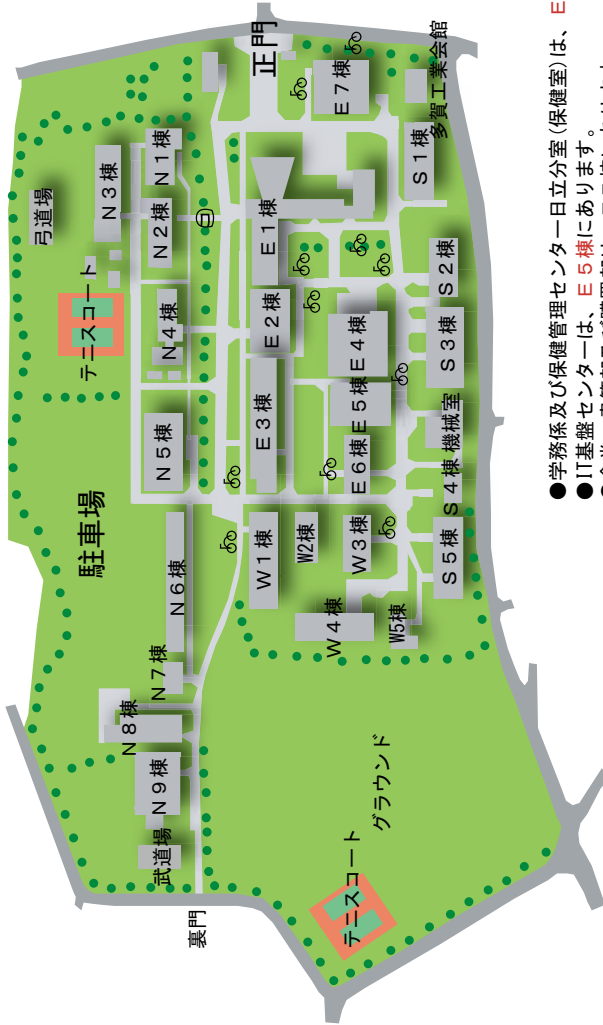 弓道場
テニスコート
駐車場
N３棟
N１棟
N２棟
N４棟
N５棟
N６棟
N７棟
N８棟
N９棟
武道場
裏門
正門
E１棟
E２棟
E３棟
E４棟
E５棟
E６棟
E７棟
W１棟
W2棟
W３棟
W４棟
W5棟
多賀工業会館
S１棟
S２棟
S３棟
機械室
S４棟
S５棟
グラウンド
テニスコート
●学務係及び保健管理センター日立分室(保健室)は、E
●IT基盤センターは、E５棟にあります。